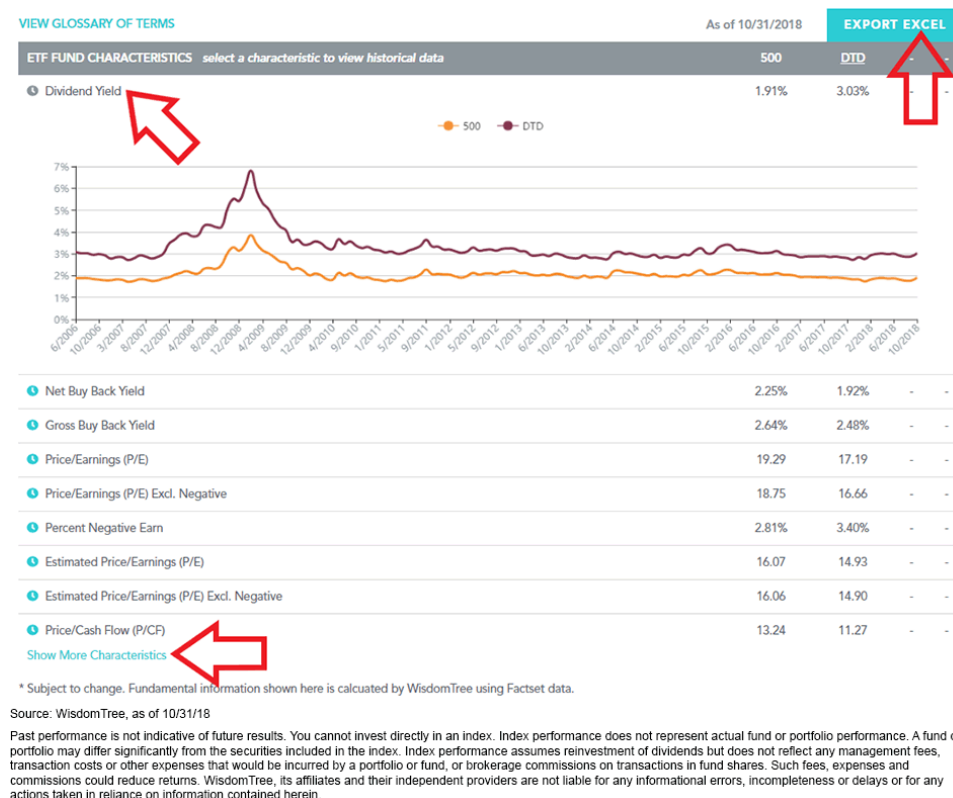 VIEW GLOSSARY OF TERMS As of 10/31/2018 EXPORT EXCEL
ETF FUND CHARACTERISTICS select a characteristic to view historical data 500 DTD - -
Dividend Yield 1.91% 3.03% - -
500 DTD
7%
6%
5%
4%
3%
2%
1%
0%
6/2006 10/2006 3/2007 8/2007 12/2007 4/2008 8/2008 12/2008 4/2009 8/2009 12/2009 4/2010 9/2010 1/2011 5/2011 9/2011 1/2012 5/2012 9/2012 1/2013 6/2013 10/2013 2/2014 6/2014 10/2014 2/2015 6/2015 10/2015 2/2016 6/2016 10/2016 2/2017 6/2017 10/2017 2/2018 6/2018 10/2018
Net Buy Back Yield 2.25% 1.92% - -
Gross Buy Back Yield 2.64% 2.48% - -
Price/Earnings (P/E) 19.29 17.19 - -
Price/Earnings (P/E) Excl. Negative 18.75 16.66 - -
Percent Negative Earn 2.81% 3.40% - -
Estimated Price/Earnings (P/E) 16.07 14.93 - -
Estimated Price/Earnings (P/E) Excl. Negative 16.06 14.90 - -
Price/Cash Flow (P/CF) 13.24 11.27 - -
Show More Characteristics
* Subject to change. Fundamental information shown here is calcuated by WisdomTree using Factset data.
Source: WisdomTree, as of 10/31/18
Past performance is not indicative of future results. You cannot invest directly in an index. Index performance does not represent actual fund or portfolio performance. A fund o
portfolio may differ significantly from the securities included in the index. Index performance assumes reinvestment of dividends but does not reflect any management fees,
transaction costs or other expenses that would be incurred by a portfolio or fund, or brokerage commissions on transactions in fund shares. Such fees, expenses and
commissions could reduce returns. WisdomTree, its affiliates and their independent providers are not liable for any informational errors, incompleteness or delays or for any
actions taken in reliance on information contained herein.